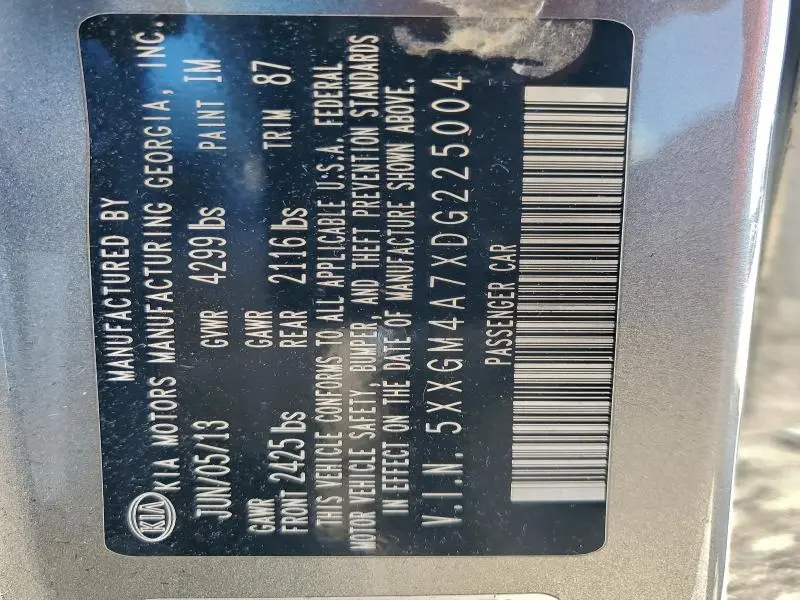 MANUFACTURED BY
KIA KIA MOTORS MANUFACTURING GEORGIA, INC.
JUN/05/13 GVWR 4299 lbs PAINT IM
GAWR FRONT 2425 lbs GAWR REAR 2116 lbs TRIM 87
THIS VEHICLE CONFORMS TO ALL APPLICABLE U.S.A. FEDERAL
MOTOR VEHICLE SAFETY, BUMPER, AND THEFT PREVENTION STANDARDS
IN EFFECT ON THE DATE OF MANUFACTURE SHOWN ABOVE.
V.I.N. 5XXGM4A7XDG225004
PASSENGER CAR